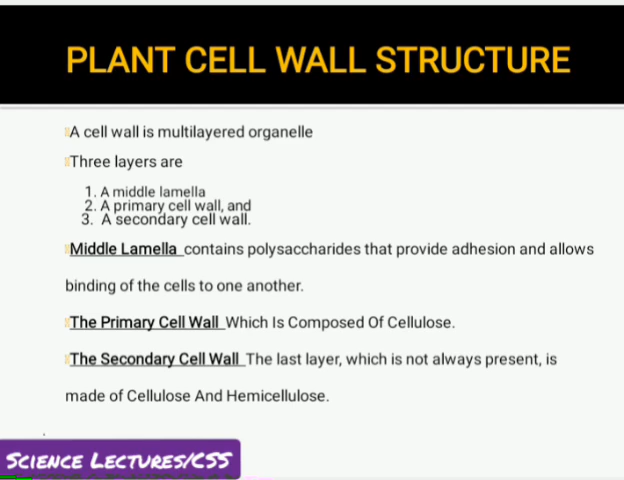 PLANT CELL WALL STRUCTURE
A cell wall is multilayered organelle
Three layers are
1. A middle lamella
2. A primary cell wall, and
3. A secondary cell wall.
Middle Lamella contains polysaccharides that provide adhesion and allows
binding of the cells to one another.
The Primary Cell Wall Which Is Composed Of Cellulose.
The Secondary Cell Wall The last layer, which is not always present, is
made of Cellulose And Hemicellulose.
SCIENCE LECTURES/CSS